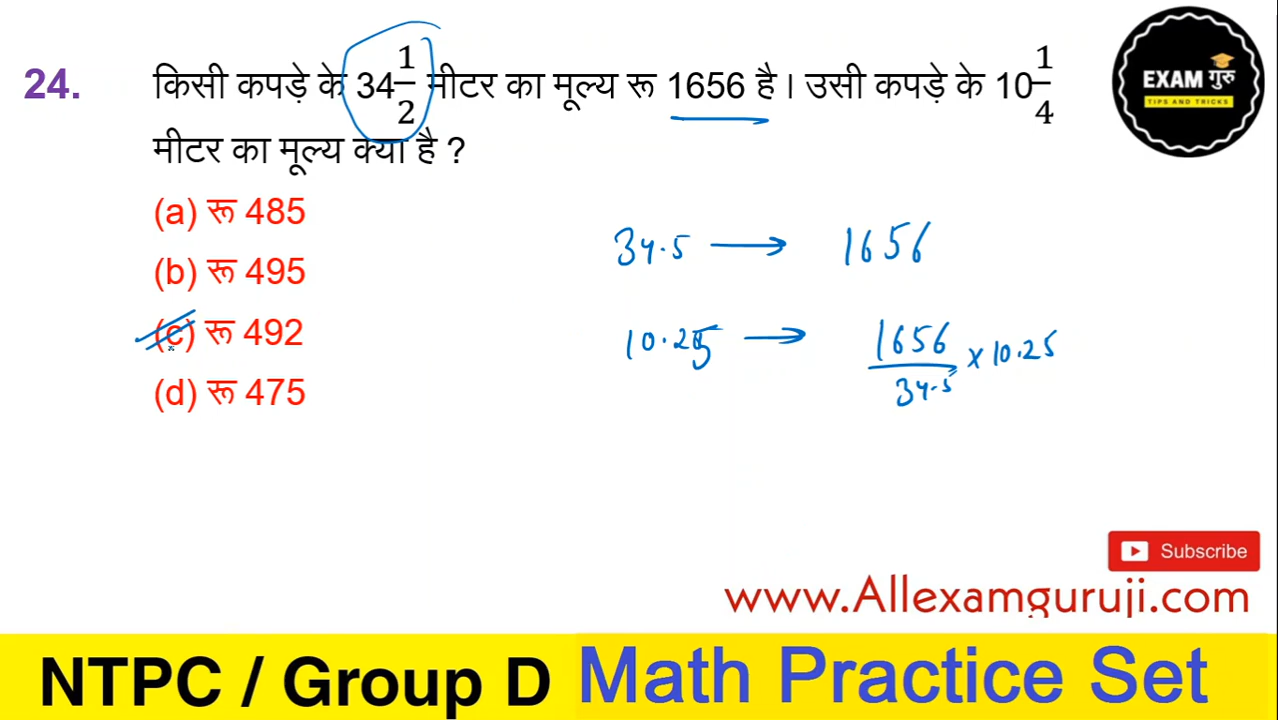 24. किसी कपड़े के 34 1/2 मीटर का मूल्य रू 1656 है । उसी कपड़े के 10 1/4
मीटर का मूल्य क्या है ?
(a) रू 485
(b) रू 495
(c) रू 492
(d) रू 475
34.5 → 1656
10.25 → 1656/34.5 × 10.25
EXAM गुरु
TIPS AND TRICKS
Subscribe
www.Allexamguruji.com
NTPC / Group D Math Practice Set